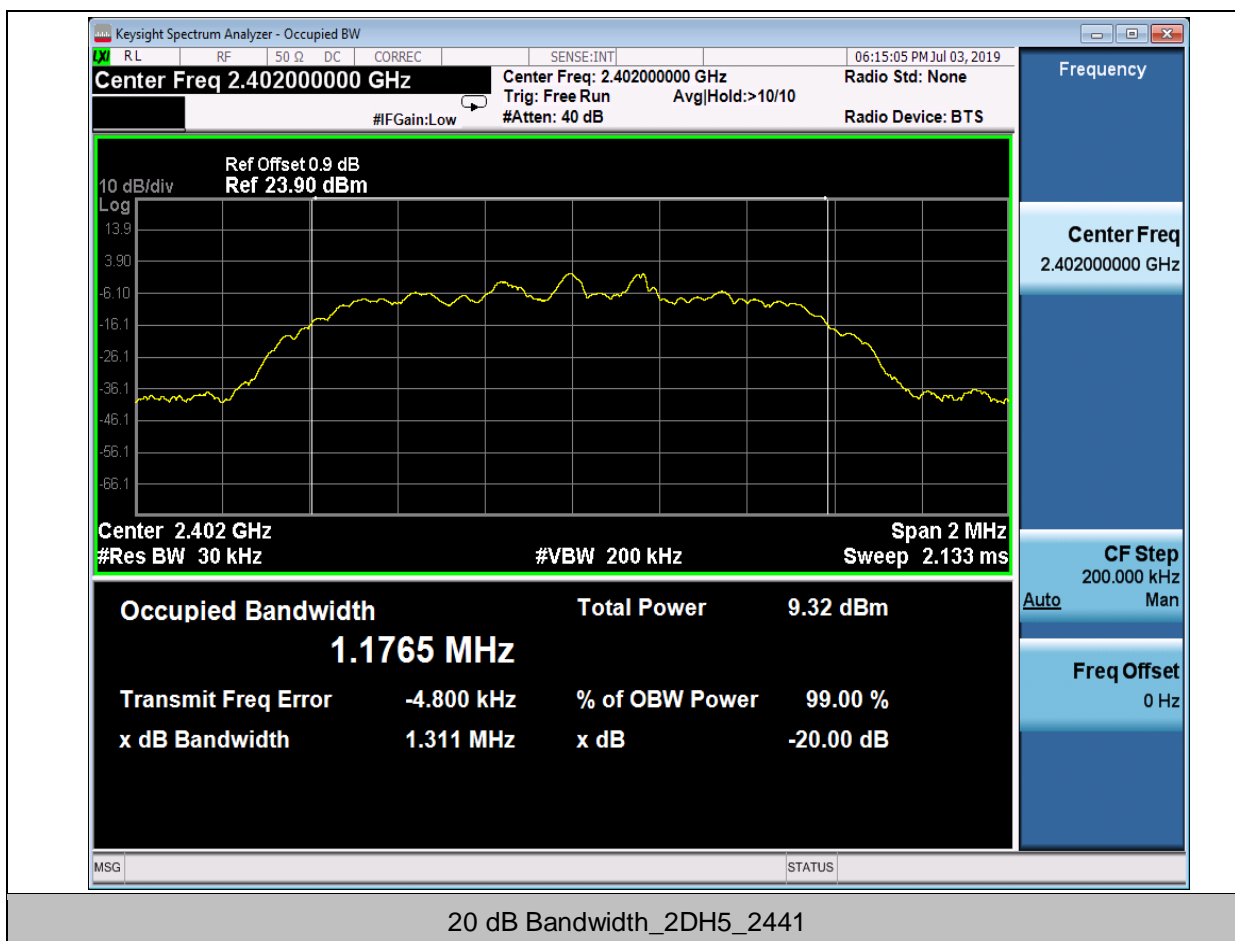 Keysight Spectrum Analyzer - Occupied BW
LXI RL RF 50 Ω DC CORREC SENSE:INT 06:15:05 PM Jul 03, 2019
Center Freq 2.402000000 GHz
Center Freq: 2.402000000 GHz
Radio Std: None
Trig: Free Run Avg|Hold:>10/10
#IFGain:Low
#Atten: 40 dB
Radio Device: BTS
Ref Offset 0.9 dB
10 dB/div Ref 23.90 dBm
Log
13.9
3.90
-6.10
-16.1
-26.1
-36.1
-46.1
-56.1
-66.1
Center 2.402 GHz Span 2 MHz
#Res BW 30 kHz #VBW 200 kHz Sweep 2.133 ms
Occupied Bandwidth Total Power 9.32 dBm
1.1765 MHz
Transmit Freq Error -4.800 kHz % of OBW Power 99.00 %
x dB Bandwidth 1.311 MHz x dB -20.00 dB
MSG STATUS
Frequency
Center Freq
2.402000000 GHz
CF Step
200.000 kHz
Auto Man
Freq Offset
0 Hz
20 dB Bandwidth_2DH5_2441